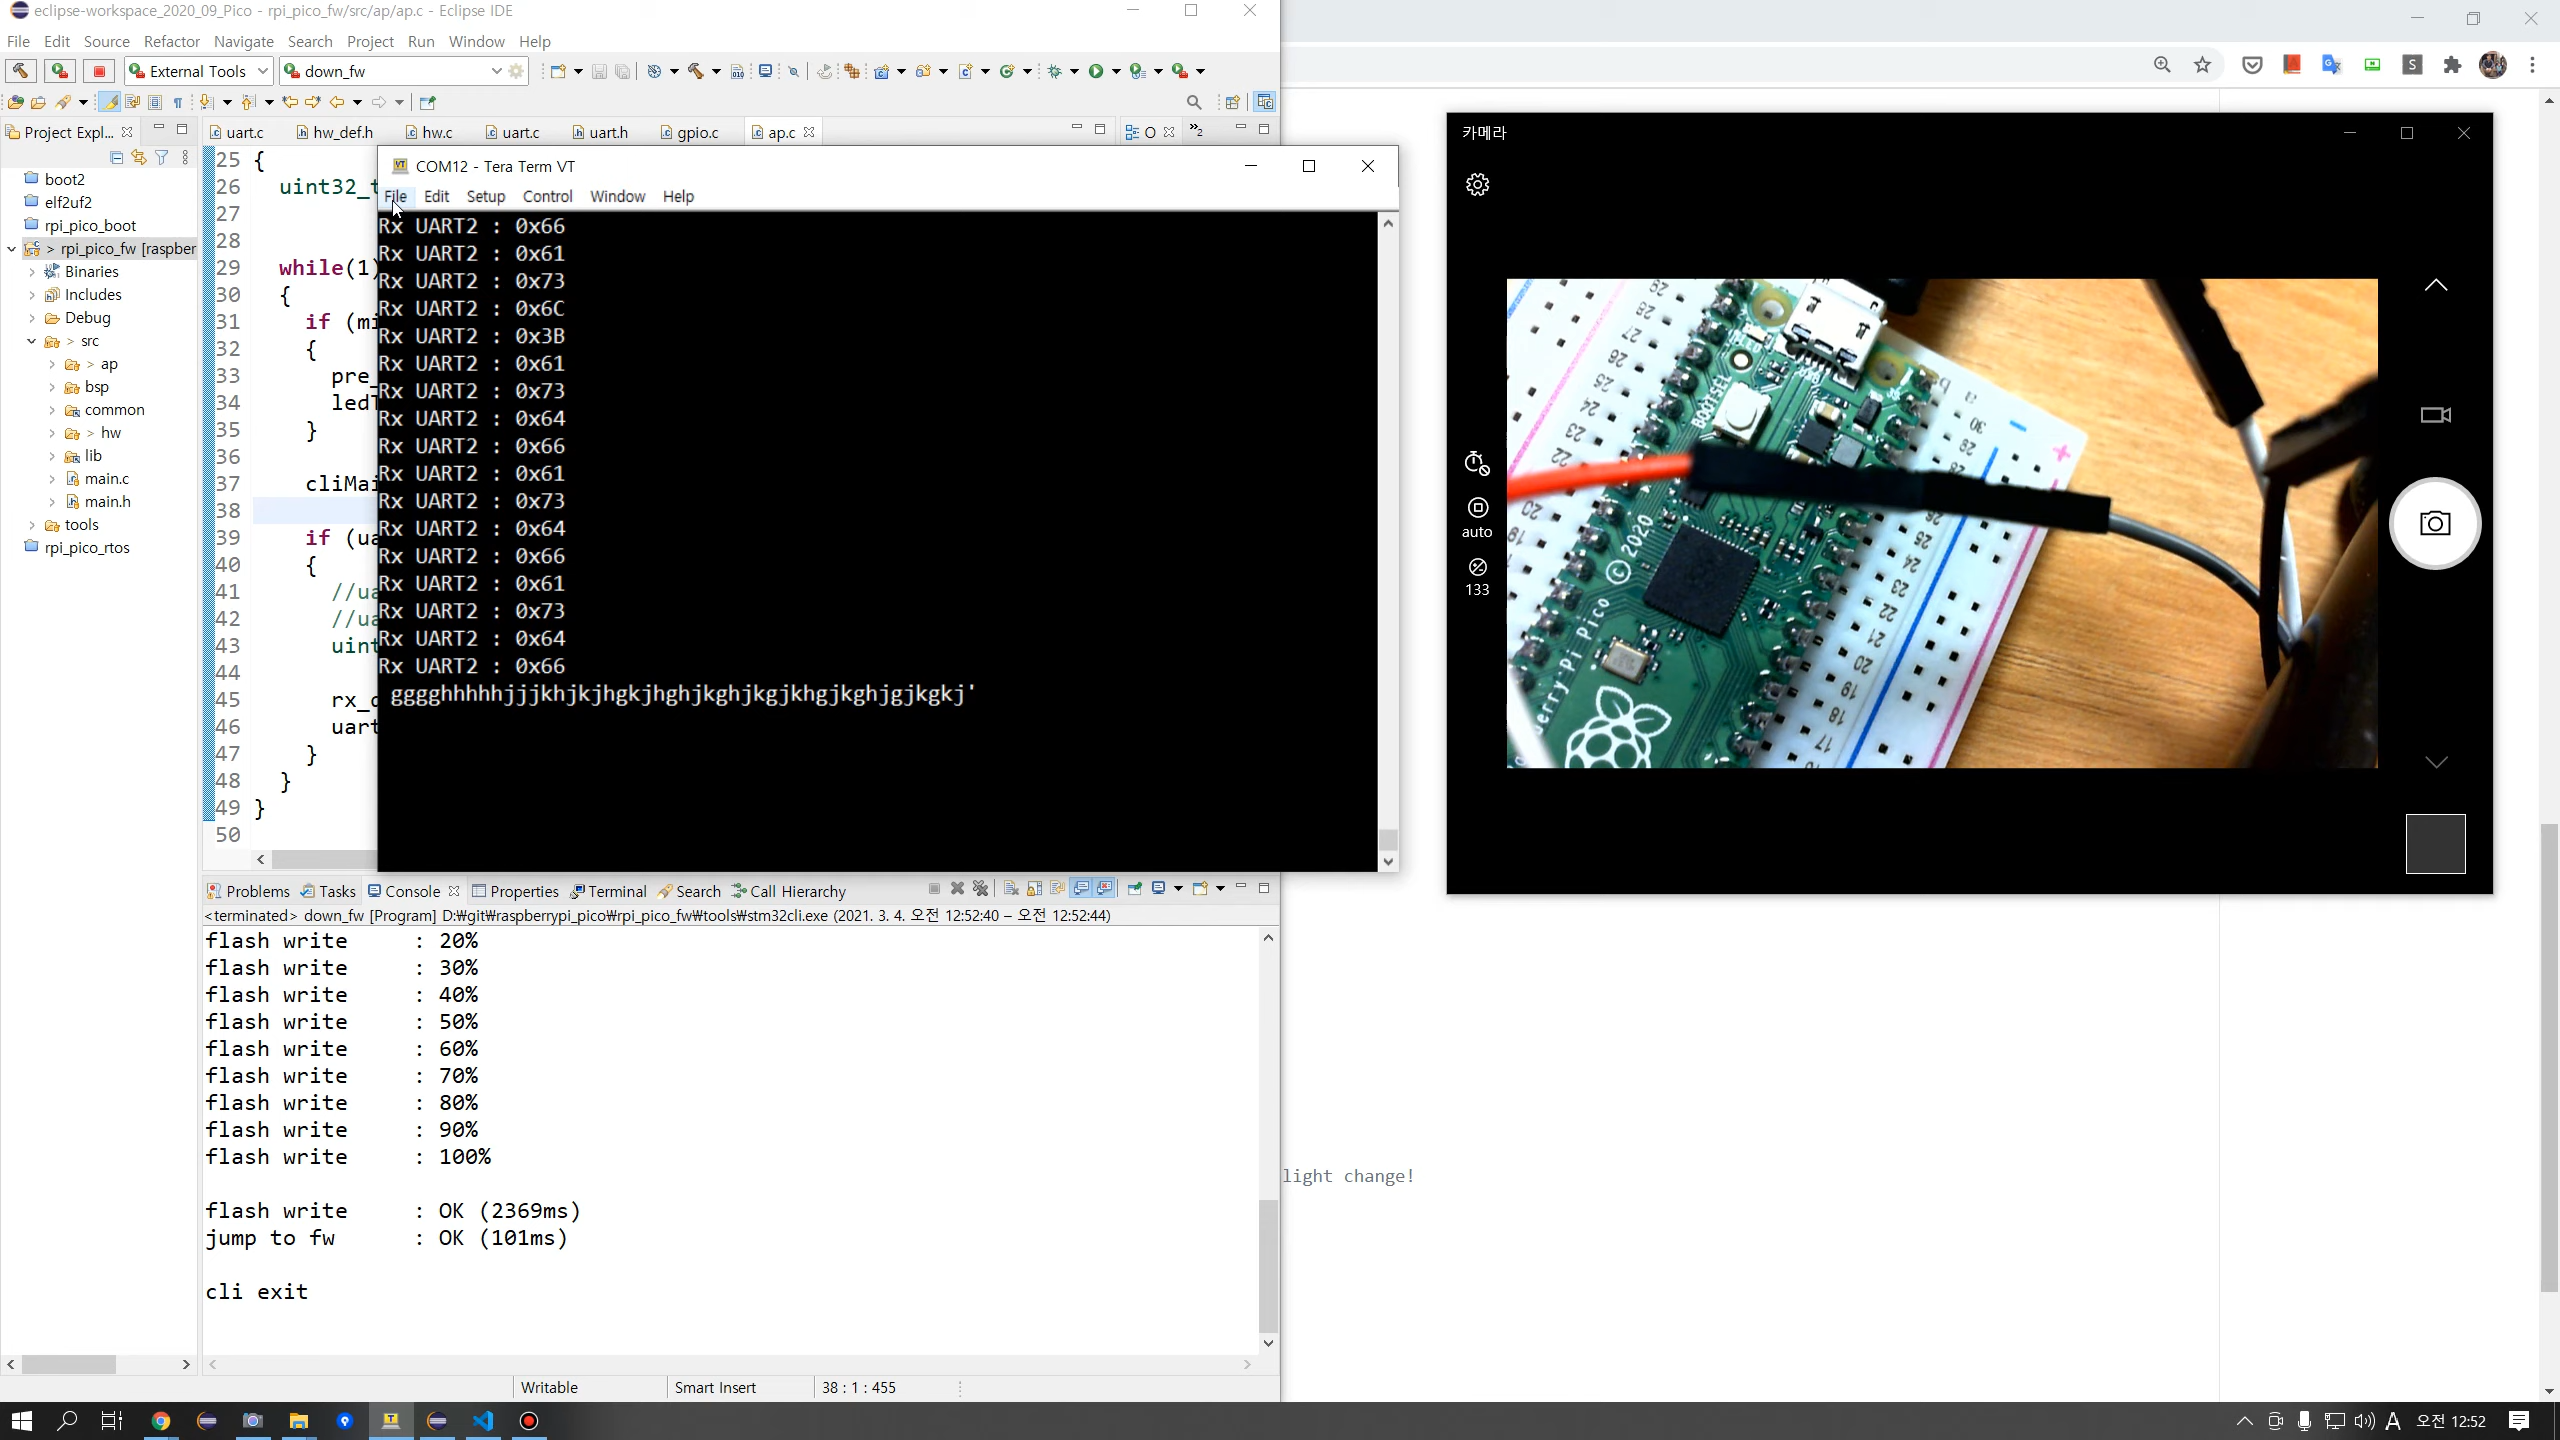 eclipse-workspace_2020_09_Pico - rpi_pico_fw/src/ap/ap.c - Eclipse IDE
File Edit Source Refactor Navigate Search Project Run Window Help
External Tools down_fw
Project Expl...
uart.c hw_def.h hw.c uart.c uart.h gpio.c ap.c O »2
boot2
elf2uf2
rpi_pico_boot
> rpi_pico_fw [raspber
Binaries
Includes
Debug
> src
> ap
bsp
common
> hw
lib
main.c
main.h
tools
rpi_pico_rtos
25 {
26 uint32_t
27
28
29 while(1)
30 {
31 if (mi
32 {
33 pre_
34 led
35 }
36
37 cliMai
38
39 if (ua
40 {
41 //ua
42 //ua
43 uint
44
45 rx_d
46 uart
47 }
48 }
49 }
50
COM12 - Tera Term VT
File Edit Setup Control Window Help
Rx UART2 : 0x66
Rx UART2 : 0x61
Rx UART2 : 0x73
Rx UART2 : 0x6C
Rx UART2 : 0x3B
Rx UART2 : 0x61
Rx UART2 : 0x73
Rx UART2 : 0x64
Rx UART2 : 0x66
Rx UART2 : 0x61
Rx UART2 : 0x73
Rx UART2 : 0x64
Rx UART2 : 0x66
Rx UART2 : 0x61
Rx UART2 : 0x73
Rx UART2 : 0x64
Rx UART2 : 0x66
gggghhhhhjjjkhjkjhgkjhghjkghjkgjkhgjkghjgjkgkj'
Problems Tasks Console Properties Terminal Search Call Hierarchy
<terminated> down_fw [Program] D:₩git₩raspberrypi_pico₩rpi_pico_fw₩tools₩stm32cli.exe (2021. 3. 4. 오전 12:52:40 – 오전 12:52:44)
flash write : 20%
flash write : 30%
flash write : 40%
flash write : 50%
flash write : 60%
flash write : 70%
flash write : 80%
flash write : 90%
flash write : 100%
flash write : OK (2369ms)
jump to fw : OK (101ms)
cli exit
Writable Smart Insert 38 : 1 : 455
카메라
auto
133
BOOTSEL
© 2020
berry Pi Pico
light change!
A 오전 12:52